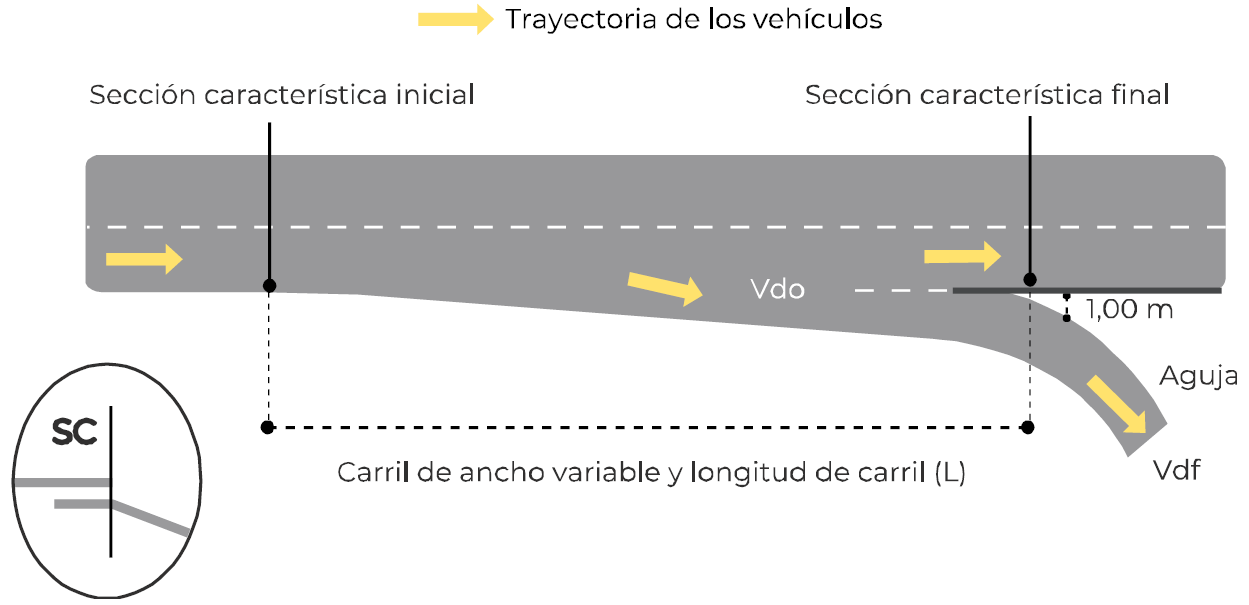 Trayectoria de los vehículos
Sección característica inicial
Sección característica final
Vdo
1,00 m
Aguja
SC
Carril de ancho variable y longitud de carril (L)
Vdf